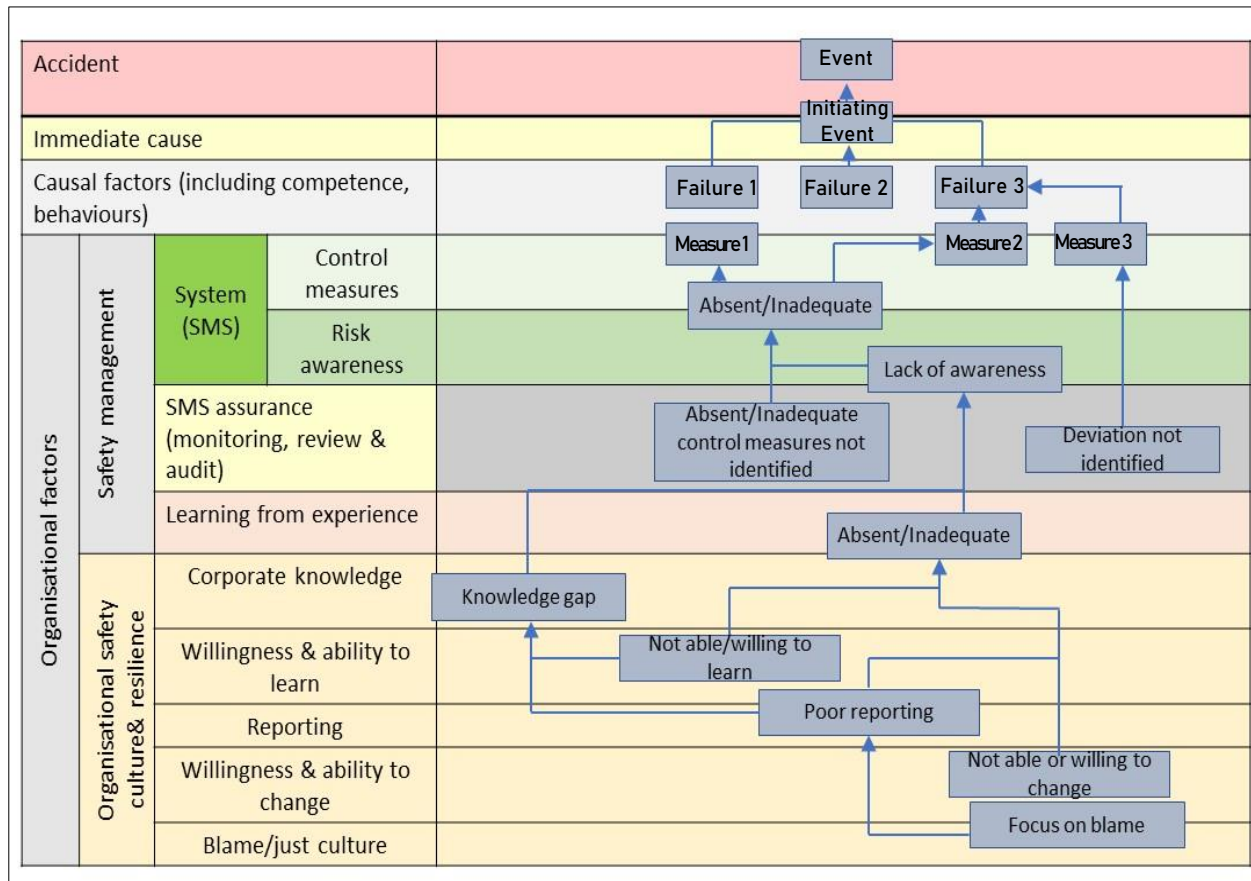 Accident
Event
Initiating
Event
Immediate cause
Causal factors (including competence,
behaviours)
Failure 1
Failure 2
Failure 3
Organisational factors
Safety management
System
(SMS)
Control
measures
Measure1
Measure2
Measure 3
Absent/Inadequate
Risk
awareness
Lack of awareness
SMS assurance
(monitoring, review &
audit)
Absent/Inadequate
control measures not
identified
Deviation not
identified
Learning from experience
Absent/Inadequate
Organisational safety
culture& resilience
Corporate knowledge
Knowledge gap
Willingness & ability to
learn
Not able/willing to
learn
Reporting
Poor reporting
Willingness & ability to
change
Not able or willing to
change
Blame/just culture
Focus on blame